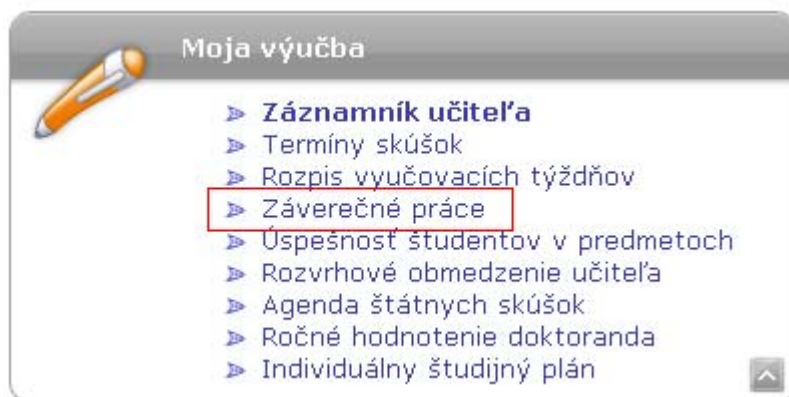 Moja výučba
Záznamník učiteľa
Termíny skúšok
Rozpis vyučovacích týždňov
Záverečné práce
Úspešnosť študentov v predmetoch
Rozvrhové obmedzenie učiteľa
Agenda štátnych skúšok
Ročné hodnotenie doktoranda
Individuálny študijný plán